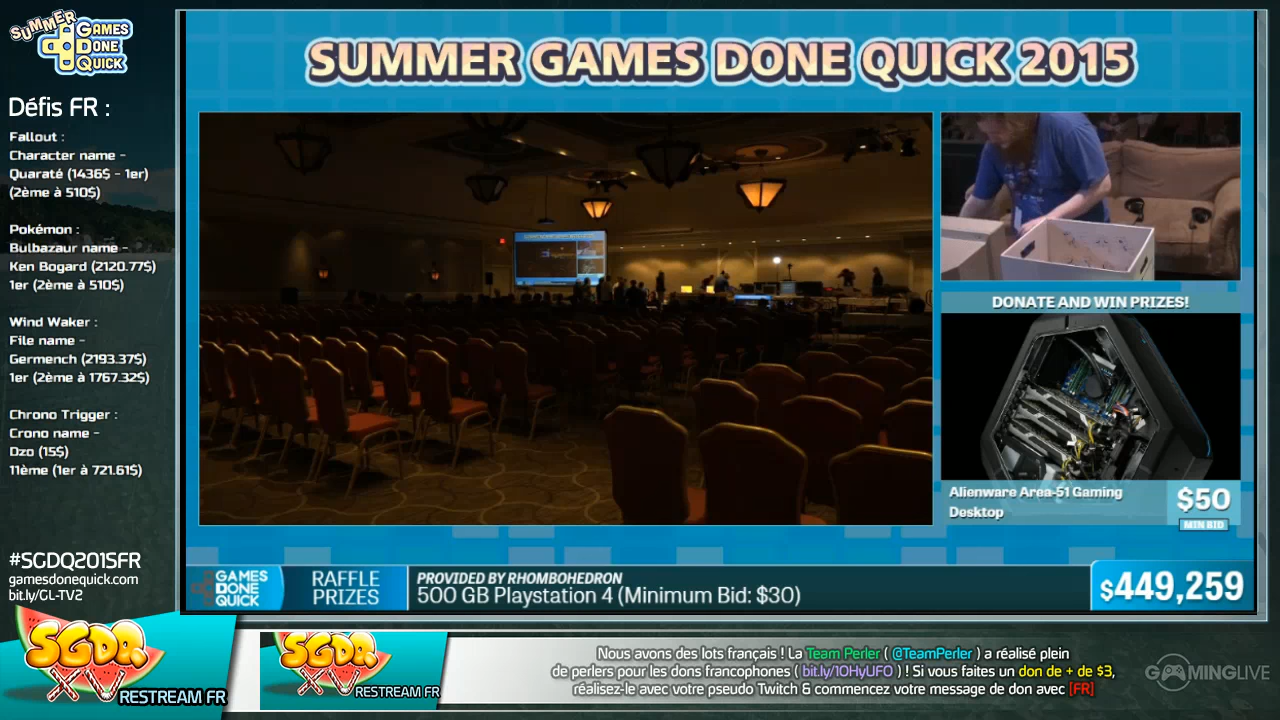 SUMMER
GAMES
DONE
QUICK
Défis FR :
Fallout :
Character name -
Quaraté (1436$ - 1er)
(2ème à 510$)
Pokémon :
Bulbazaur name -
Ken Bogard (2120.77$)
1er (2ème à 510$)
Wind Waker :
File name -
Germench (2193.37$)
1er (2ème à 1767.32$)
Chrono Trigger :
Crono name -
Dzo (15$)
11ème (1er à 721.61$)
#SGDQ2015FR
gamesdonequick.com
bit.ly/GL-TV2
SUMMER GAMES DONE QUICK 2015
DONATE AND WIN PRIZES!
Alienware Area-51 Gaming
Desktop
$50
MIN BID
GAMES
DONE
QUICK
RAFFLE
PRIZES
PROVIDED BY RHOMBOHEDRON
500 GB Playstation 4 (Minimum Bid: $30)
$449,259
SGDQ
RESTREAM FR
SGDQ
RESTREAM FR
Nous avons des lots français ! La Team Perler ( @TeamPerler ) a réalisé plein
de perlers pour les dons francophones ( bit.ly/1OHyUFO ) ! Si vous faites un don de + de $3,
réalisez-le avec votre pseudo Twitch & commencez votre message de don avec [FR]
GAMINGLIVE